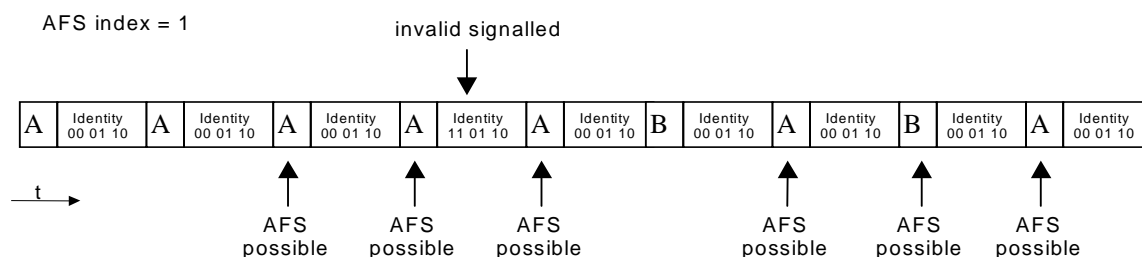 AFS index = 1
invalid signalled
A Identity 00 01 10 A Identity 00 01 10 A Identity 00 01 10 A Identity 11 01 10 A Identity 00 01 10 B Identity 00 01 10 A Identity 00 01 10 B Identity 00 01 10 A Identity 00 01 10
t
AFS possible AFS possible AFS possible AFS possible AFS possible AFS possible